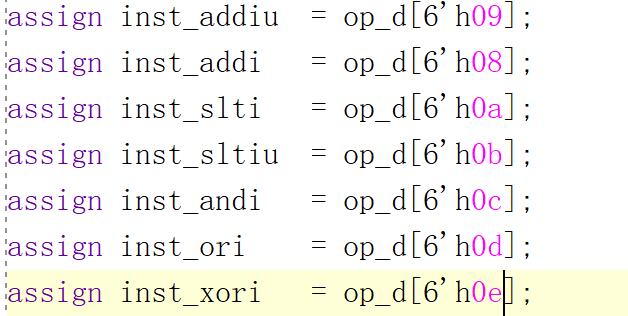 assign inst_addiu  = op_d[6'h09];
assign inst_addi   = op_d[6'h08];
assign inst_slti   = op_d[6'h0a];
assign inst_sltiu  = op_d[6'h0b];
assign inst_andi   = op_d[6'h0c];
assign inst_ori    = op_d[6'h0d];
assign inst_xori   = op_d[6'h0e];